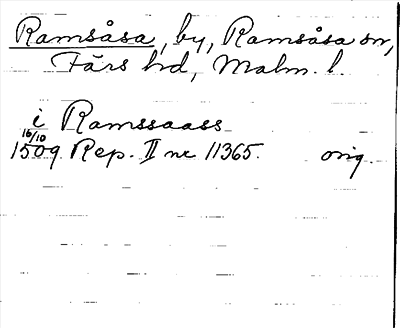 Ramsåsa, by, Ramsåsa sn,
Färs hd, Malm. l.
i Ramssaass
16/10
1509 Rep. II nr 11365. orig.